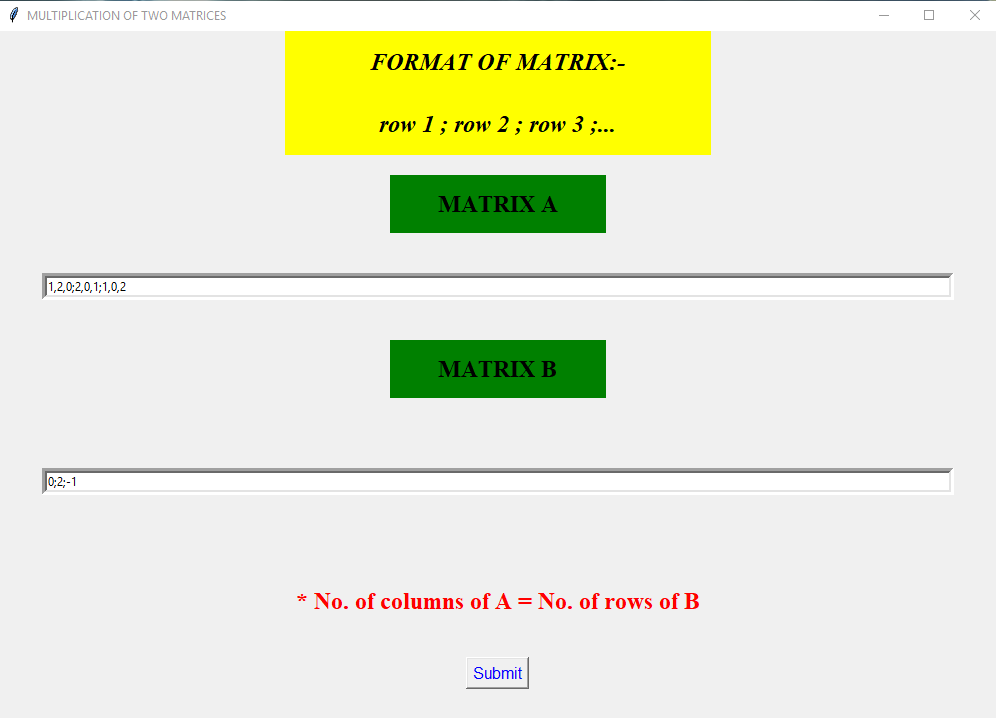 MULTIPLICATION OF TWO MATRICES
FORMAT OF MATRIX:-
row 1 ; row 2 ; row 3 ;...
MATRIX A
1,2,0;2,0,1;1,0,2
MATRIX B
0;2;-1
* No. of columns of A = No. of rows of B
Submit